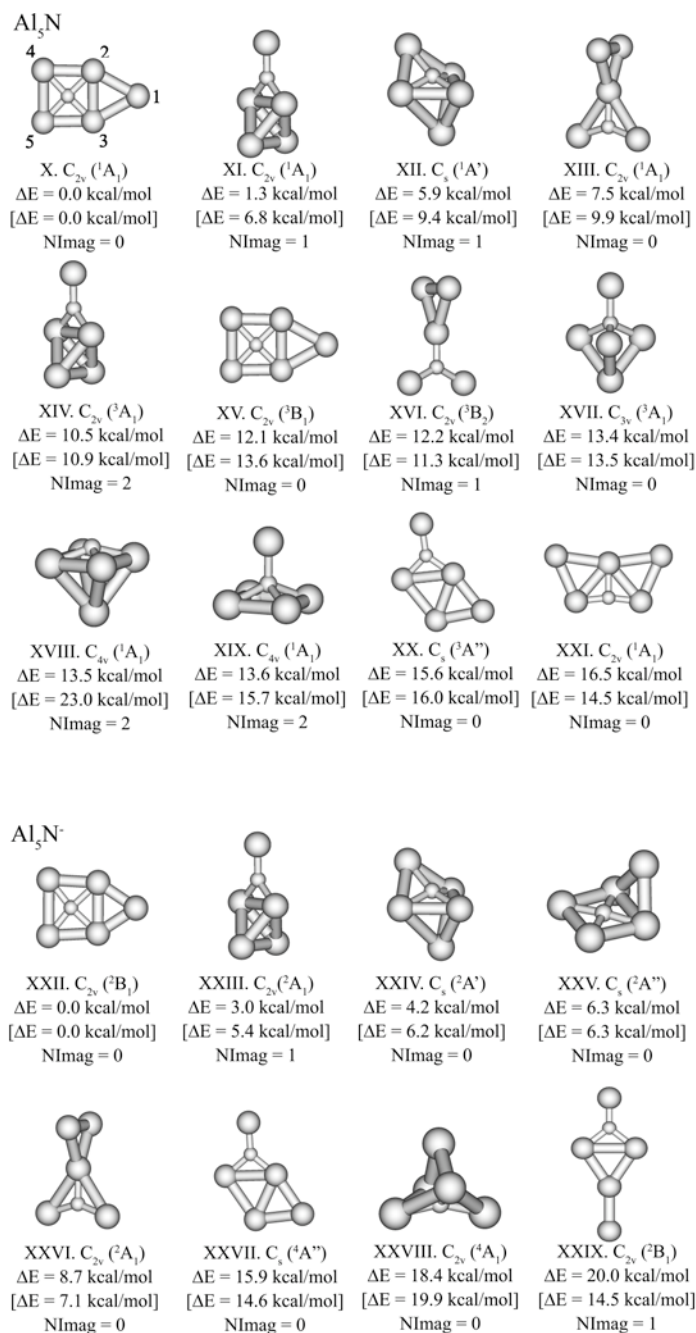 Al₅N
4 2
1
5 3
X. C₂ᵥ (¹A₁) XI. C₂ᵥ (¹A₁) XII. Cₛ (¹A') XIII. C₂ᵥ (¹A₁)
ΔE = 0.0 kcal/mol ΔE = 1.3 kcal/mol ΔE = 5.9 kcal/mol ΔE = 7.5 kcal/mol
[ΔE = 0.0 kcal/mol] [ΔE = 6.8 kcal/mol] [ΔE = 9.4 kcal/mol] [ΔE = 9.9 kcal/mol]
NImag = 0 NImag = 1 NImag = 1 NImag = 0
XIV. C₂ᵥ (³A₁) XV. C₂ᵥ (³B₁) XVI. C₂ᵥ (³B₂) XVII. C₃ᵥ (³A₁)
ΔE = 10.5 kcal/mol ΔE = 12.1 kcal/mol ΔE = 12.2 kcal/mol ΔE = 13.4 kcal/mol
[ΔE = 10.9 kcal/mol] [ΔE = 13.6 kcal/mol] [ΔE = 11.3 kcal/mol] [ΔE = 13.5 kcal/mol]
NImag = 2 NImag = 0 NImag = 1 NImag = 0
XVIII. C₄ᵥ (¹A₁) XIX. C₄ᵥ (¹A₁) XX. Cₛ (³A'') XXI. C₂ᵥ (¹A₁)
ΔE = 13.5 kcal/mol ΔE = 13.6 kcal/mol ΔE = 15.6 kcal/mol ΔE = 16.5 kcal/mol
[ΔE = 23.0 kcal/mol] [ΔE = 15.7 kcal/mol] [ΔE = 16.0 kcal/mol] [ΔE = 14.5 kcal/mol]
NImag = 2 NImag = 2 NImag = 0 NImag = 0
Al₅N⁻
XXII. C₂ᵥ (²B₁) XXIII. C₂ᵥ(²A₁) XXIV. Cₛ (²A') XXV. Cₛ (²A'')
ΔE = 0.0 kcal/mol ΔE = 3.0 kcal/mol ΔE = 4.2 kcal/mol ΔE = 6.3 kcal/mol
[ΔE = 0.0 kcal/mol] [ΔE = 5.4 kcal/mol] [ΔE = 6.2 kcal/mol] [ΔE = 6.3 kcal/mol]
NImag = 0 NImag = 1 NImag = 0 NImag = 0
XXVI. C₂ᵥ (²A₁) XXVII. Cₛ (⁴A'') XXVIII. C₂ᵥ (⁴A₁) XXIX. C₂ᵥ (²B₁)
ΔE = 8.7 kcal/mol ΔE = 15.9 kcal/mol ΔE = 18.4 kcal/mol ΔE = 20.0 kcal/mol
[ΔE = 7.1 kcal/mol] [ΔE = 14.6 kcal/mol] [ΔE = 19.9 kcal/mol] [ΔE = 14.5 kcal/mol]
NImag = 0 NImag = 0 NImag = 0 NImag = 1